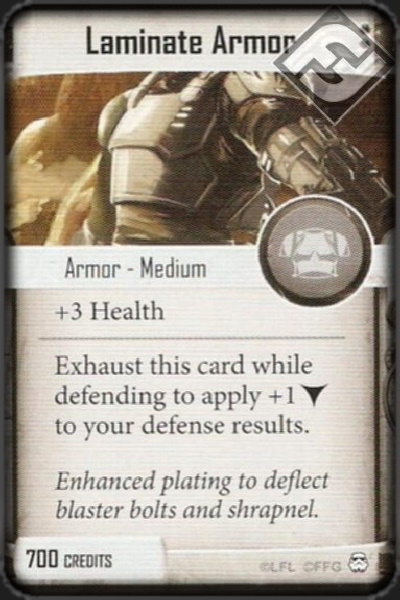 Laminate Armor
Armor - Medium
+3 Health
Exhaust this card while
defending to apply +1
to your defense results.
Enhanced plating to deflect
blaster bolts and shrapnel.
700 CREDITS
©LFL ©FFG